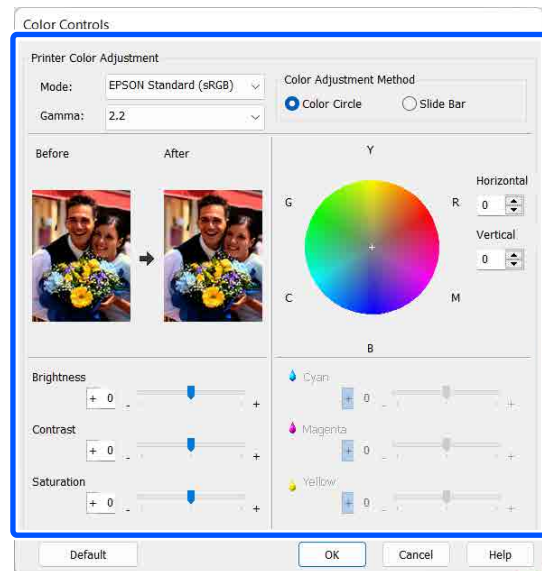 Color Controls
Printer Color Adjustment
Mode: EPSON Standard (sRGB)
Gamma: 2.2
Color Adjustment Method
Color Circle Slide Bar
Before After
Y
G R
C M
B
Horizontal
0
Vertical
0
Brightness
+ 0 - +
Contrast
+ 0 - +
Saturation
+ 0 - +
Cyan
+ 0 - +
Magenta
+ 0 - +
Yellow
+ 0 - +
Default OK Cancel Help